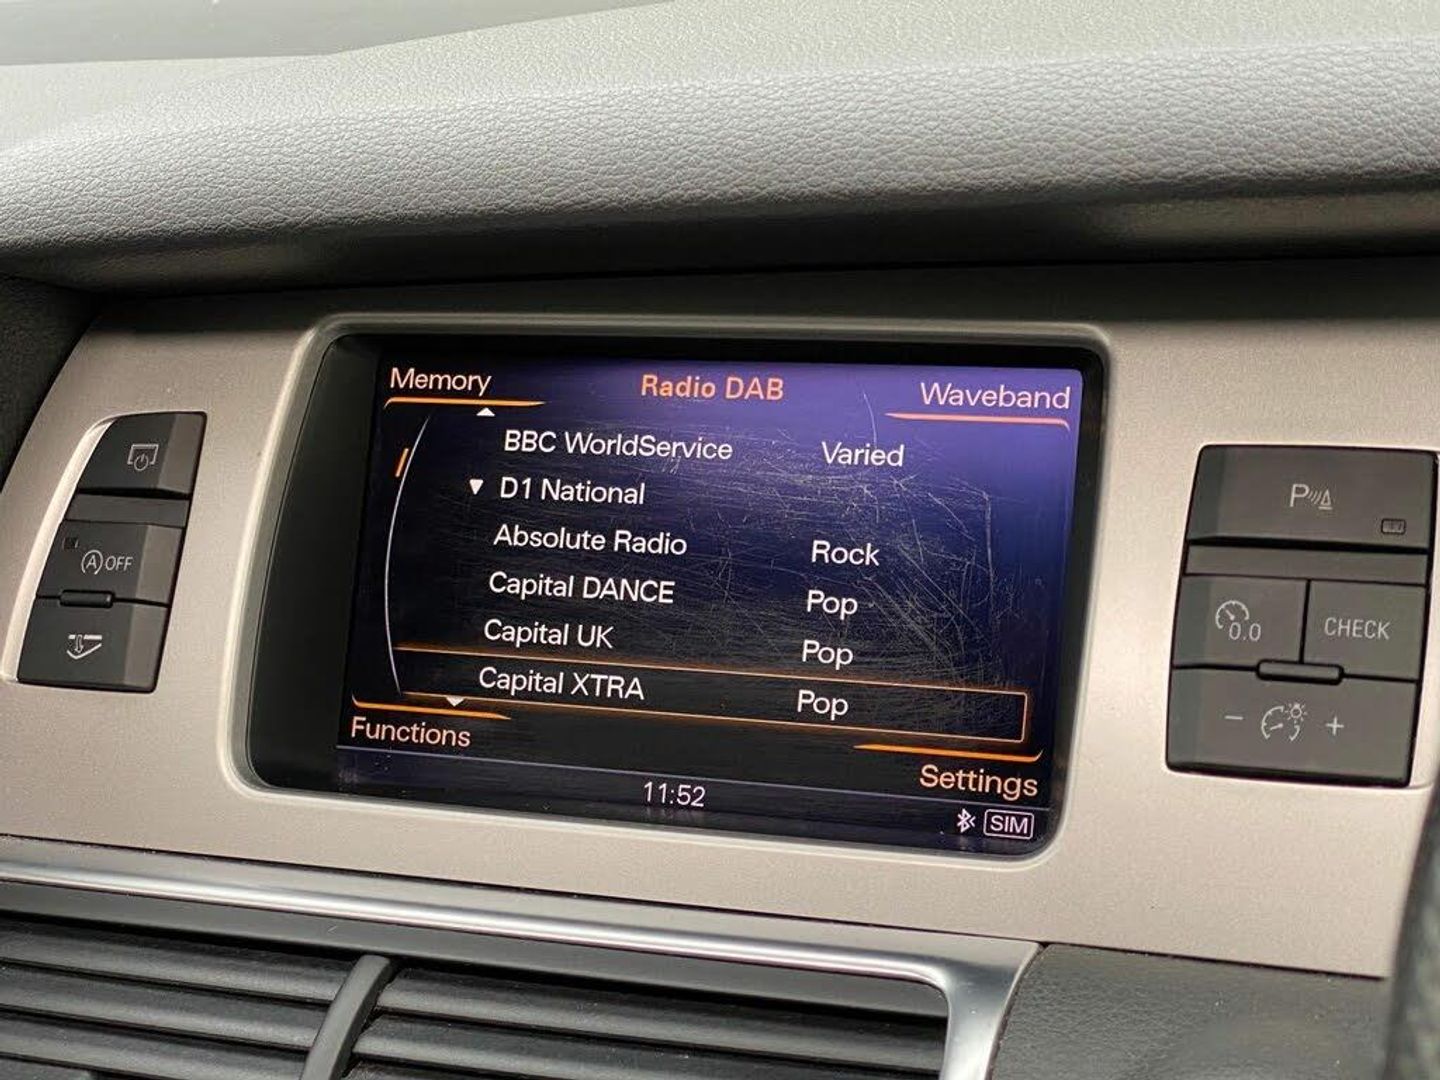 Memory Radio DAB Waveband
BBC WorldService Varied
D1 National
Absolute Radio Rock
Capital DANCE Pop
Capital UK Pop
Capital XTRA Pop
Functions Settings
11:52
SIM
A OFF
P
0.0 CHECK
- +